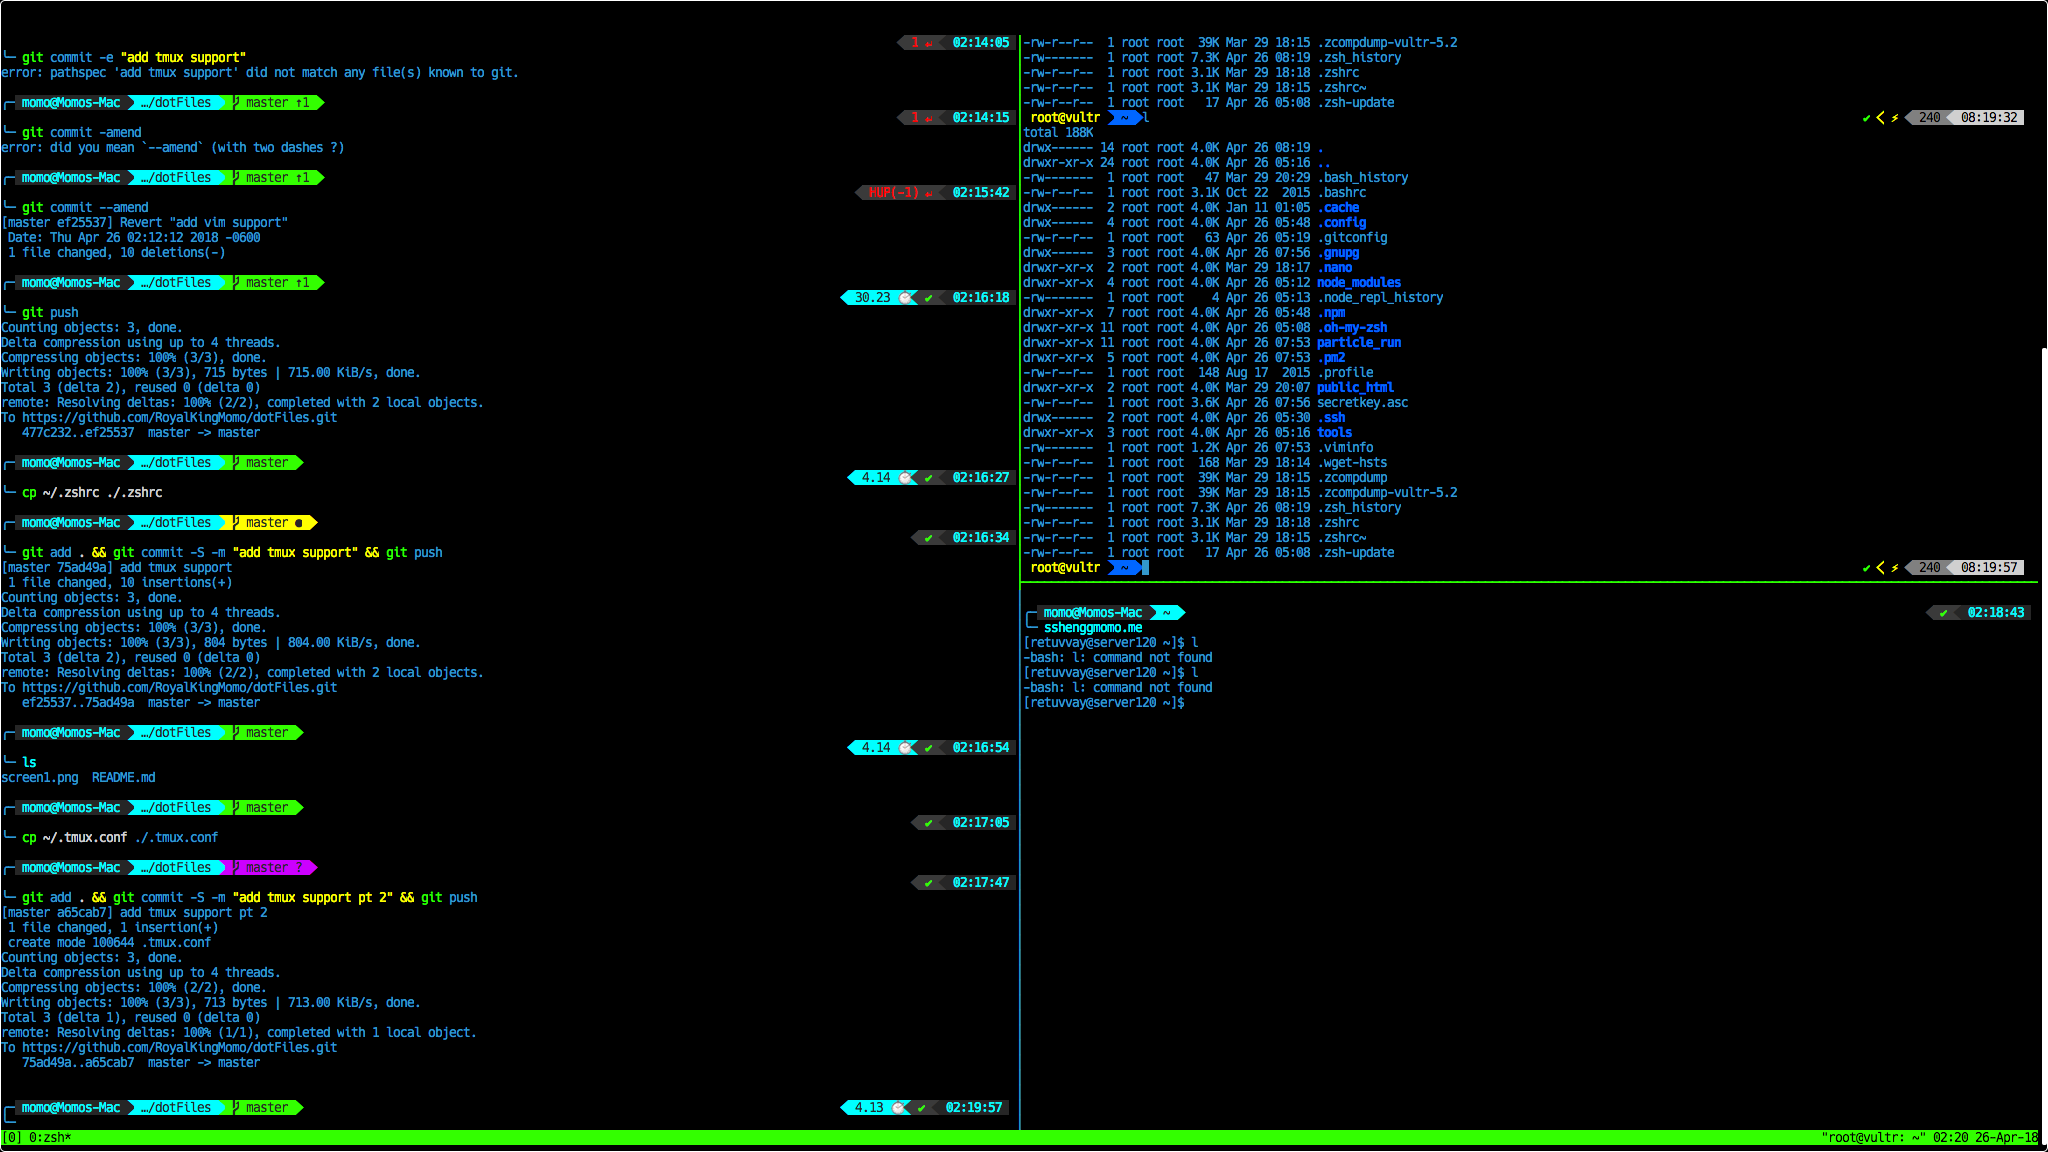 1 ↵ 02:14:05
╰─ git commit -e "add tmux support"
error: pathspec 'add tmux support' did not match any file(s) known to git.
╭─ momo@Momos-Mac …/dotFiles master ↑1
1 ↵ 02:14:15
╰─ git commit -amend
error: did you mean `--amend` (with two dashes ?)
╭─ momo@Momos-Mac …/dotFiles master ↑1
HUP(-1) ↵ 02:15:42
╰─ git commit --amend
[master ef25537] Revert "add vim support"
Date: Thu Apr 26 02:12:12 2018 -0600
1 file changed, 10 deletions(-)
╭─ momo@Momos-Mac …/dotFiles master ↑1
30.23 ✔ 02:16:18
╰─ git push
Counting objects: 3, done.
Delta compression using up to 4 threads.
Compressing objects: 100% (3/3), done.
Writing objects: 100% (3/3), 715 bytes | 715.00 KiB/s, done.
Total 3 (delta 2), reused 0 (delta 0)
remote: Resolving deltas: 100% (2/2), completed with 2 local objects.
To https://github.com/RoyalKingMomo/dotFiles.git
477c232..ef25537  master -> master
╭─ momo@Momos-Mac …/dotFiles master
4.14 ✔ 02:16:27
╰─ cp ~/.zshrc ./.zshrc
╭─ momo@Momos-Mac …/dotFiles master ●
✔ 02:16:34
╰─ git add . && git commit -S -m "add tmux support" && git push
[master 75ad49a] add tmux support
1 file changed, 10 insertions(+)
Counting objects: 3, done.
Delta compression using up to 4 threads.
Compressing objects: 100% (3/3), done.
Writing objects: 100% (3/3), 804 bytes | 804.00 KiB/s, done.
Total 3 (delta 2), reused 0 (delta 0)
remote: Resolving deltas: 100% (2/2), completed with 2 local objects.
To https://github.com/RoyalKingMomo/dotFiles.git
ef25537..75ad49a  master -> master
╭─ momo@Momos-Mac …/dotFiles master
4.14 ✔ 02:16:54
╰─ ls
screen1.png  README.md
╭─ momo@Momos-Mac …/dotFiles master
✔ 02:17:05
╰─ cp ~/.tmux.conf ./.tmux.conf
╭─ momo@Momos-Mac …/dotFiles master ?
✔ 02:17:47
╰─ git add . && git commit -S -m "add tmux support pt 2" && git push
[master a65cab7] add tmux support pt 2
1 file changed, 1 insertion(+)
create mode 100644 .tmux.conf
Counting objects: 3, done.
Delta compression using up to 4 threads.
Compressing objects: 100% (2/2), done.
Writing objects: 100% (3/3), 713 bytes | 713.00 KiB/s, done.
Total 3 (delta 1), reused 0 (delta 0)
remote: Resolving deltas: 100% (1/1), completed with 1 local object.
To https://github.com/RoyalKingMomo/dotFiles.git
75ad49a..a65cab7  master -> master
╭─ momo@Momos-Mac …/dotFiles master 4.13 ✔ 02:19:57
╰─
-rw-r--r--  1 root root  39K Mar 29 18:15 .zcompdump-vultr-5.2
-rw-------  1 root root 7.3K Apr 26 08:19 .zsh_history
-rw-r--r--  1 root root 3.1K Mar 29 18:18 .zshrc
-rw-r--r--  1 root root 3.1K Mar 29 18:15 .zshrc~
-rw-r--r--  1 root root   17 Apr 26 05:08 .zsh-update
root@vultr ~ l ✔ ⚡ 240 08:19:32
total 188K
drwx------ 14 root root 4.0K Apr 26 08:19 .
drwxr-xr-x 24 root root 4.0K Apr 26 05:16 ..
-rw-------  1 root root   47 Mar 29 20:29 .bash_history
-rw-r--r--  1 root root 3.1K Oct 22  2015 .bashrc
drwx------  2 root root 4.0K Jan 11 01:05 .cache
drwx------  4 root root 4.0K Apr 26 05:48 .config
-rw-r--r--  1 root root   63 Apr 26 05:19 .gitconfig
drwx------  3 root root 4.0K Apr 26 07:56 .gnupg
drwxr-xr-x  2 root root 4.0K Mar 29 18:17 .nano
drwxr-xr-x  4 root root 4.0K Apr 26 05:12 node_modules
-rw-------  1 root root    4 Apr 26 05:13 .node_repl_history
drwxr-xr-x  7 root root 4.0K Apr 26 05:48 .npm
drwxr-xr-x 11 root root 4.0K Apr 26 05:08 .oh-my-zsh
drwxr-xr-x 11 root root 4.0K Apr 26 07:53 particle_run
drwxr-xr-x  5 root root 4.0K Apr 26 07:53 .pm2
-rw-r--r--  1 root root  148 Aug 17  2015 .profile
drwxr-xr-x  2 root root 4.0K Mar 29 20:07 public_html
-rw-r--r--  1 root root 3.6K Apr 26 07:56 secretkey.asc
drwx------  2 root root 4.0K Apr 26 05:30 .ssh
drwxr-xr-x  3 root root 4.0K Apr 26 05:16 tools
-rw-------  1 root root 1.2K Apr 26 07:53 .viminfo
-rw-r--r--  1 root root  168 Mar 29 18:14 .wget-hsts
-rw-r--r--  1 root root  39K Mar 29 18:15 .zcompdump
-rw-r--r--  1 root root  39K Mar 29 18:15 .zcompdump-vultr-5.2
-rw-------  1 root root 7.3K Apr 26 08:19 .zsh_history
-rw-r--r--  1 root root 3.1K Mar 29 18:18 .zshrc
-rw-r--r--  1 root root 3.1K Mar 29 18:15 .zshrc~
-rw-r--r--  1 root root   17 Apr 26 05:08 .zsh-update
root@vultr ~ ✔ ⚡ 240 08:19:57
╭─ momo@Momos-Mac ~ ✔ 02:18:43
╰─ sshenggmomo.me
[retuvvay@server120 ~]$ l
-bash: l: command not found
[retuvvay@server120 ~]$ l
-bash: l: command not found
[retuvvay@server120 ~]$
[0] 0:zsh* "root@vultr: ~" 02:20 26-Apr-18